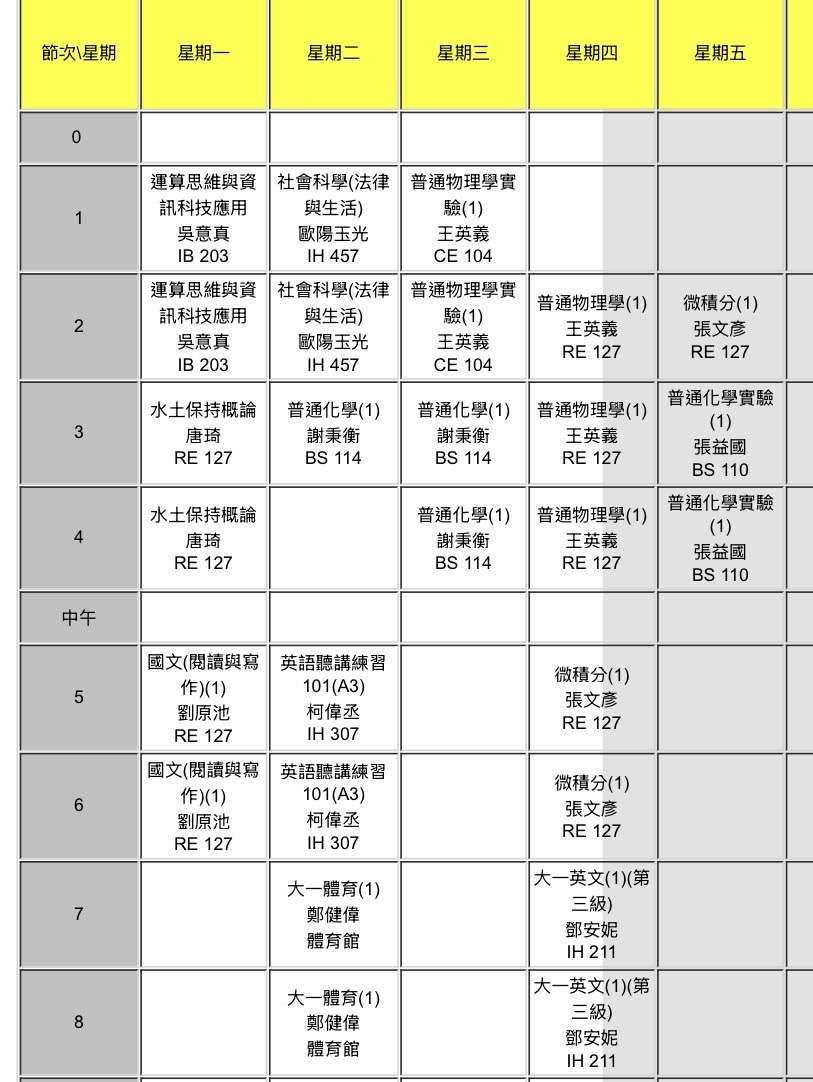 節次\星期 星期一 星期二 星期三 星期四 星期五
0
1
運算思維與資
訊科技應用
吳意真
IB 203
社會科學(法律
與生活)
歐陽玉光
IH 457
普通物理學實
驗(1)
王英義
CE 104
2
運算思維與資
訊科技應用
吳意真
IB 203
社會科學(法律
與生活)
歐陽玉光
IH 457
普通物理學實
驗(1)
王英義
CE 104
普通物理學(1)
王英義
RE 127
微積分(1)
張文彥
RE 127
3
水土保持概論
唐琦
RE 127
普通化學(1)
謝秉衡
BS 114
普通化學(1)
謝秉衡
BS 114
普通物理學(1)
王英義
RE 127
普通化學實驗
(1)
張益國
BS 110
4
水土保持概論
唐琦
RE 127
普通化學(1)
謝秉衡
BS 114
普通物理學(1)
王英義
RE 127
普通化學實驗
(1)
張益國
BS 110
中午
5
國文(閱讀與寫
作)(1)
劉原池
RE 127
英語聽講練習
101(A3)
柯偉丞
IH 307
微積分(1)
張文彥
RE 127
6
國文(閱讀與寫
作)(1)
劉原池
RE 127
英語聽講練習
101(A3)
柯偉丞
IH 307
微積分(1)
張文彥
RE 127
7
大一體育(1)
鄭健偉
體育館
大一英文(1)(第
三級)
鄧安妮
IH 211
8
大一體育(1)
鄭健偉
體育館
大一英文(1)(第
三級)
鄧安妮
IH 211